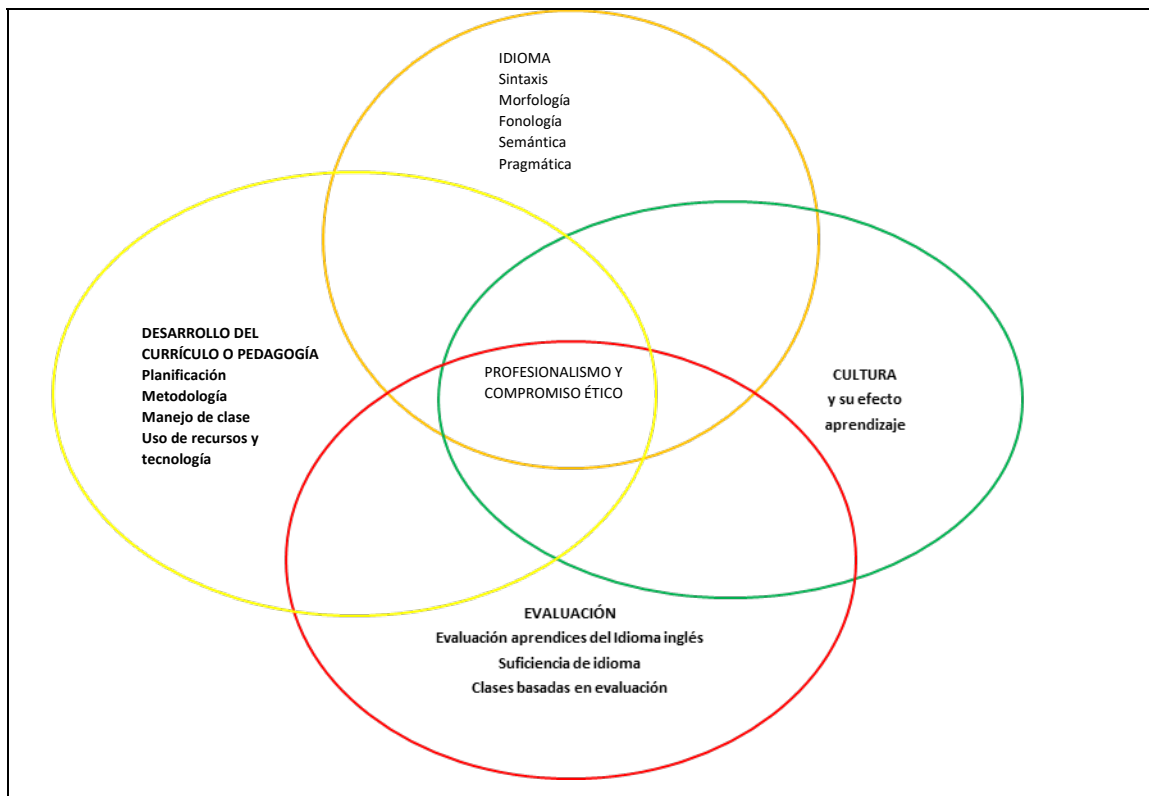 IDIOMA
Sintaxis
Morfología
Fonología
Semántica
Pragmática
DESARROLLO DEL
CURRÍCULO O PEDAGOGÍA
Planificación
Metodología
Manejo de clase
Uso de recursos y
tecnología
PROFESIONALISMO Y
COMPROMISO ÉTICO
CULTURA
y su efecto
aprendizaje
EVALUACIÓN
Evaluación aprendices del Idioma inglés
Suficiencia de idioma
Clases basadas en evaluación